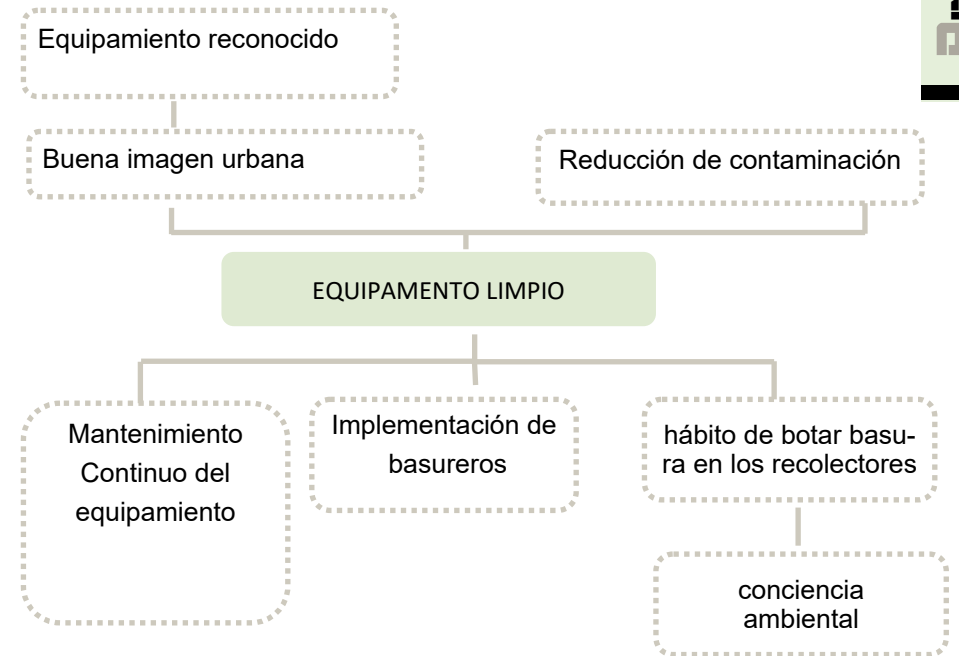 Equipamiento reconocido
Buena imagen urbana
Reducción de contaminación
EQUIPAMENTO LIMPIO
Mantenimiento
Continuo del
equipamiento
Implementación de
basureros
hábito de botar basu-
ra en los recolectores
conciencia
ambiental